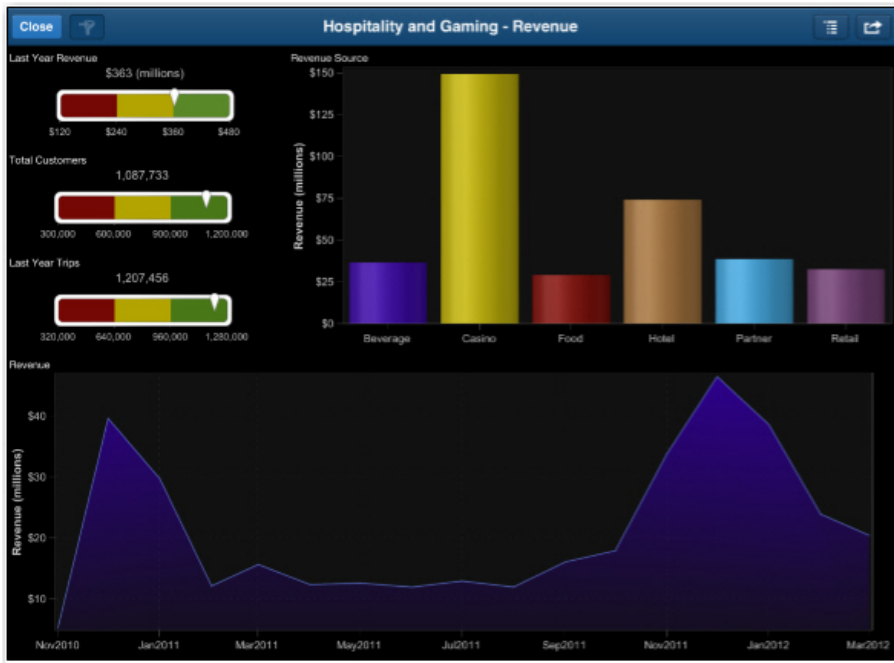 Close
Hospitality and Gaming - Revenue
Last Year Revenue
$363 (millions)
$120 $240 $360 $480
Total Customers
1,087,733
300,000 600,000 900,000 1,200,000
Last Year Trips
1,207,456
320,000 640,000 960,000 1,280,000
Revenue Source
Revenue (millions)
$150
$125
$100
$75
$50
$25
$0
Beverage Casino Food Hotel Partner Retail
Revenue
Revenue (millions)
$40
$30
$20
$10
Nov2010 Jan2011 Mar2011 May2011 Jul2011 Sep2011 Nov2011 Jan2012 Mar2012